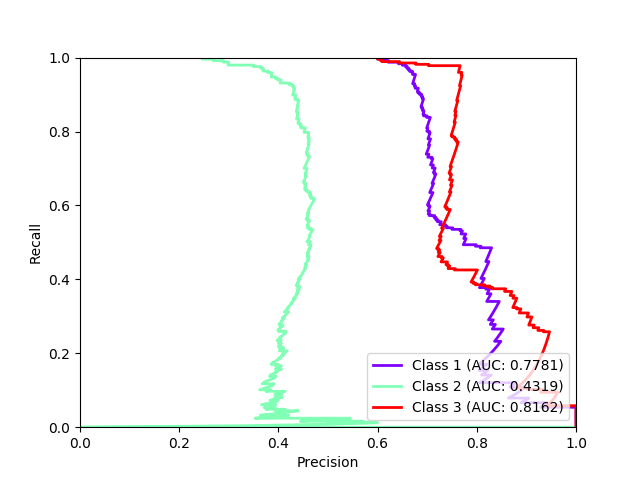 1.0
0.8
0.6
0.4
0.2
0.0
Recall
Class 1 (AUC: 0.7781)
Class 2 (AUC: 0.4319)
Class 3 (AUC: 0.8162)
0.0 0.2 0.4 0.6 0.8 1.0
Precision